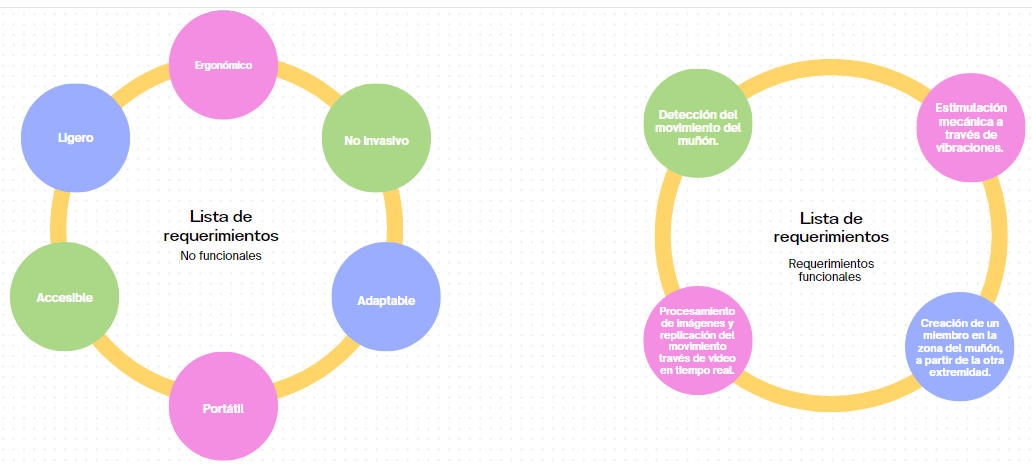 Ergonómico
Ligero
No invasivo
Lista de
requerimientos
No funcionales
Accesible
Adaptable
Portátil
Detección del
movimiento del
muñón.
Estimulación
mecánica a
través de
vibraciones.
Lista de
requerimientos
Requerimientos
funcionales
Procesamiento
de imágenes y
replicación del
movimiento
través de video
en tiempo real.
Creación de un
miembro en la
zona del muñón,
a partir de la otra
extremidad.